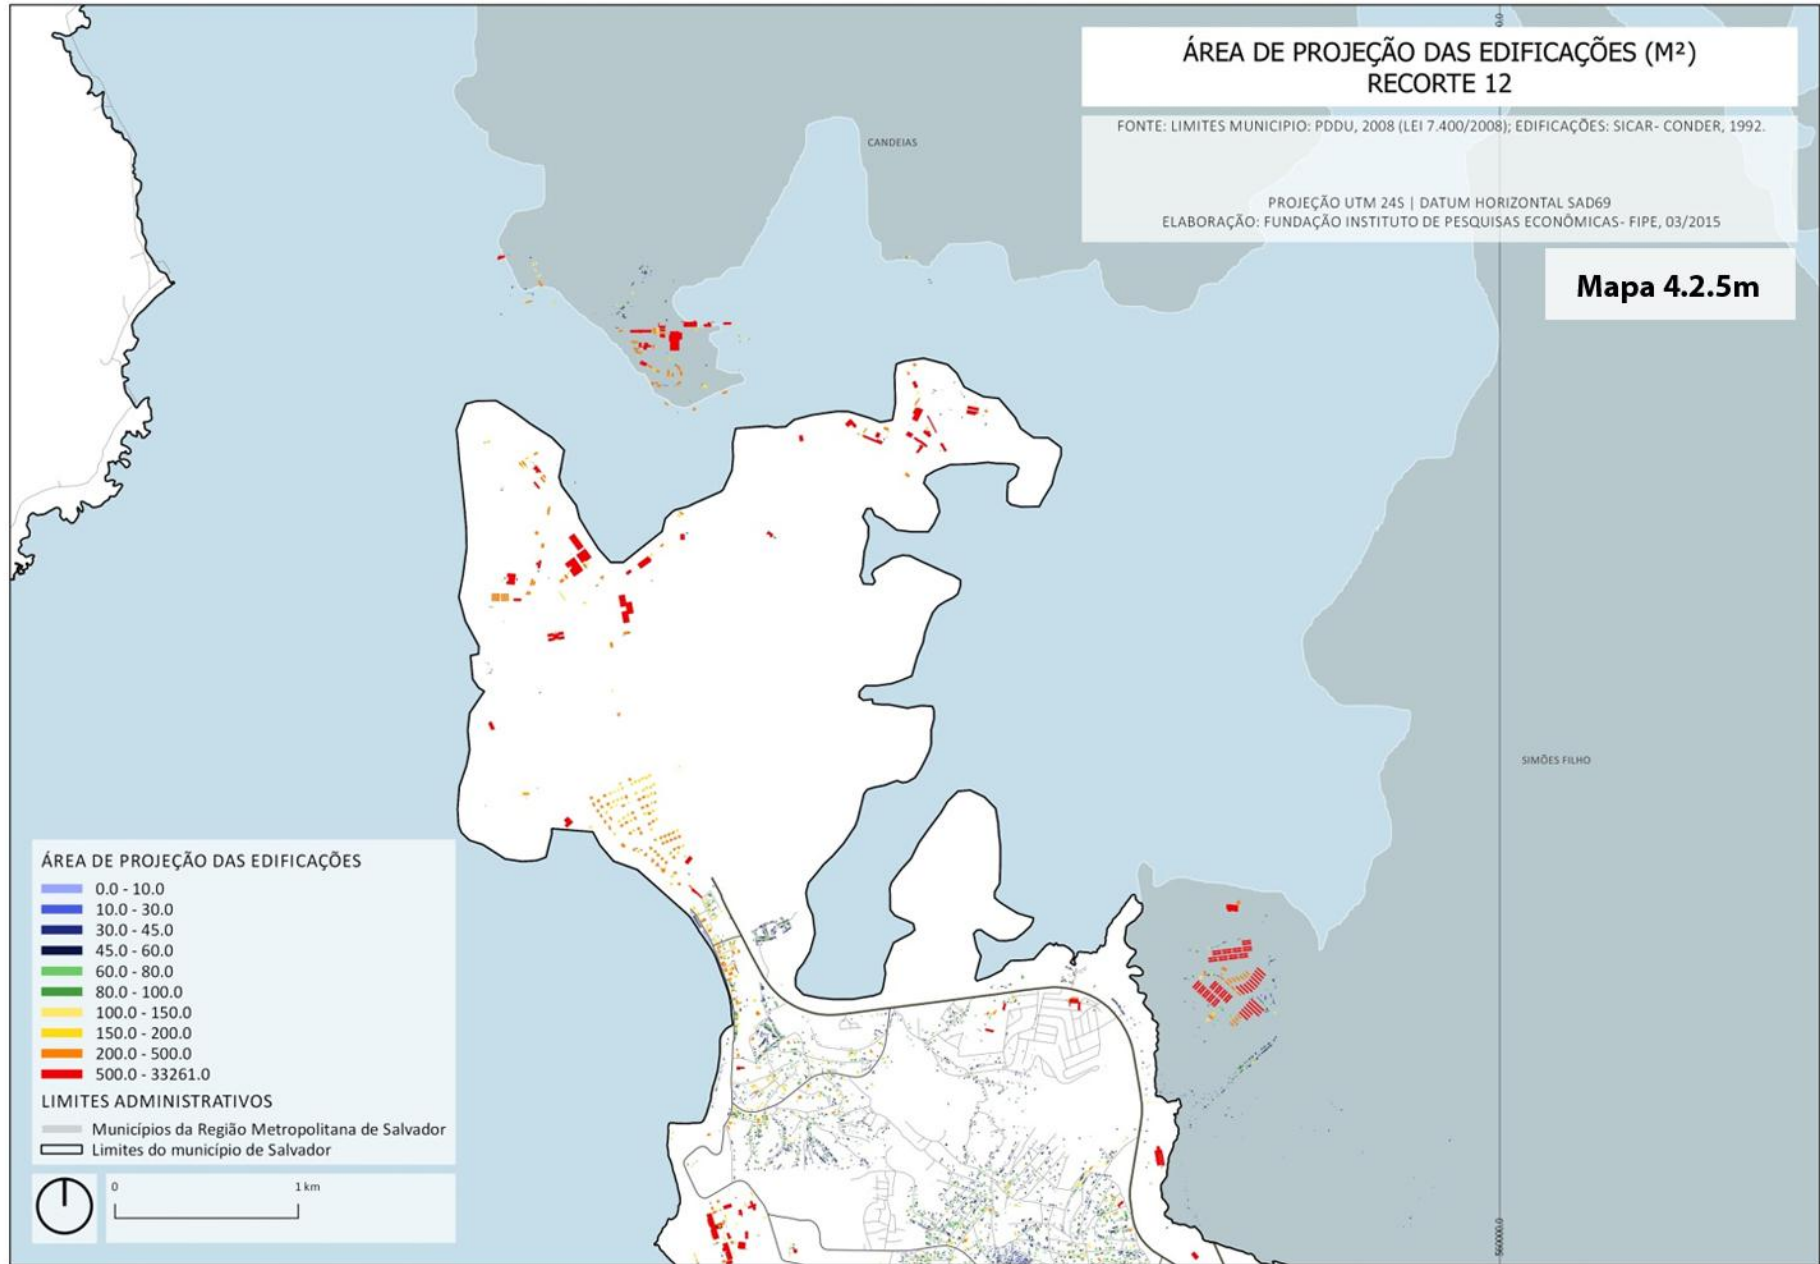 ÁREA DE PROJEÇÃO DAS EDIFICAÇÕES (M²)
RECORTE 12
FONTE: LIMITES MUNICIPIO: PDDU, 2008 (LEI 7.400/2008); EDIFICAÇÕES: SICAR- CONDER, 1992.
PROJEÇÃO UTM 24S | DATUM HORIZONTAL SAD69
ELABORAÇÃO: FUNDAÇÃO INSTITUTO DE PESQUISAS ECONÔMICAS- FIPE, 03/2015
Mapa 4.2.5m
0.0
CANDEIAS
SIMÕES FILHO
ÁREA DE PROJEÇÃO DAS EDIFICAÇÕES
0.0 - 10.0
10.0 - 30.0
30.0 - 45.0
45.0 - 60.0
60.0 - 80.0
80.0 - 100.0
100.0 - 150.0
150.0 - 200.0
200.0 - 500.0
500.0 - 33261.0
LIMITES ADMINISTRATIVOS
Municípios da Região Metropolitana de Salvador
Limites do município de Salvador
0 1 km
560000.0